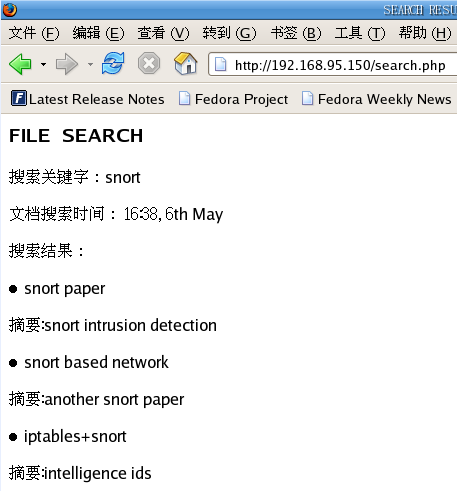 SEARCH RESU
文件 (F) 编辑 (E) 查看 (V) 转到 (G) 书签 (B) 工具 (T) 帮助 (H)
http://192.168.95.150/search.php
Latest Release Notes Fedora Project Fedora Weekly News
FILE SEARCH
搜索关键字：snort
文档搜索时间：16:38,6th May
搜索结果：
● snort paper
摘要:snort intrusion detection
● snort based network
摘要:another snort paper
● iptables+snort
摘要:intelligence ids